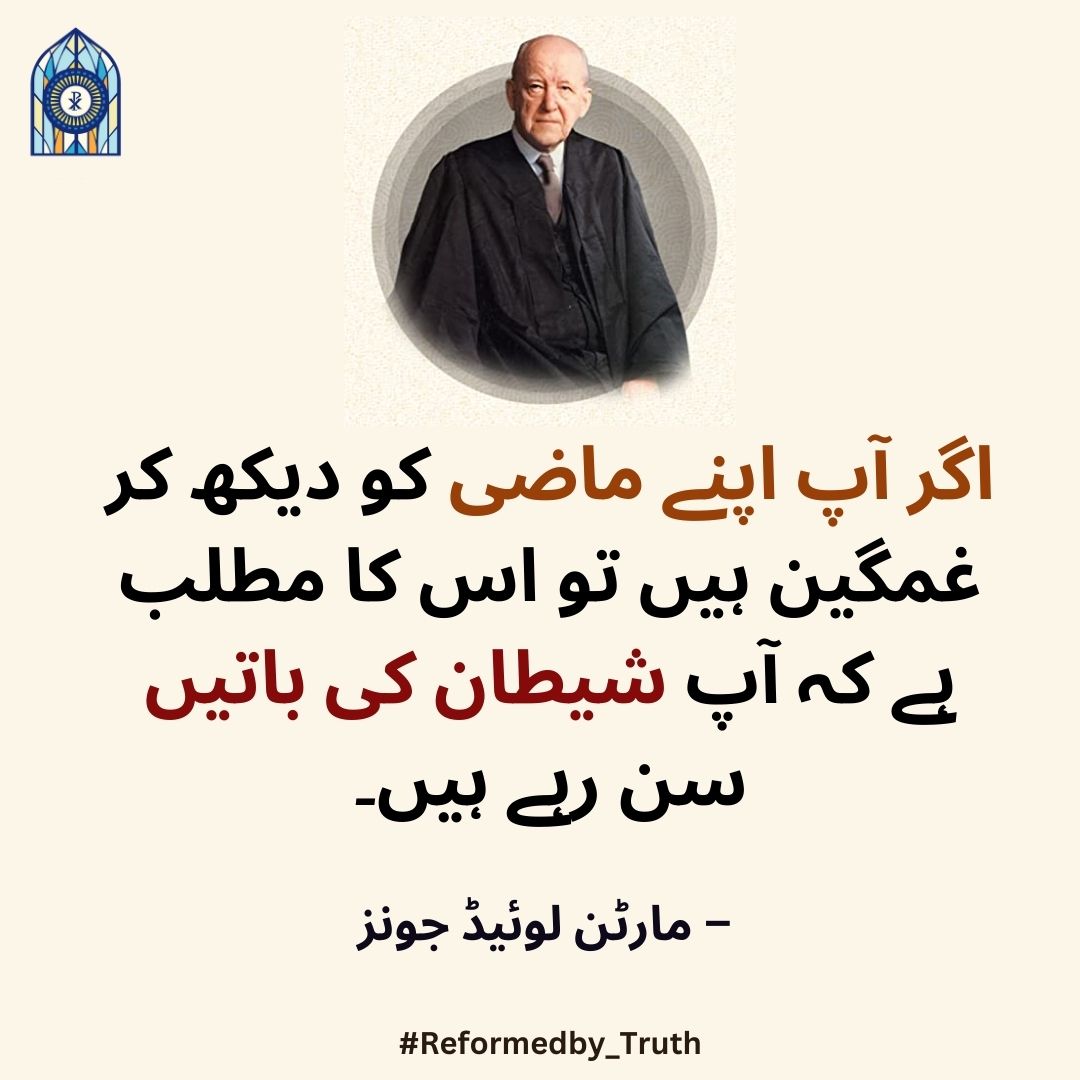 اگر آپ اپنے ماضی کو دیکھ کر
غمگین ہیں تو اس کا مطلب
ہے کہ آپ شیطان کی باتیں
سن رہے ہیں۔
– مارٹن لوئیڈ جونز
#Reformedby_Truth